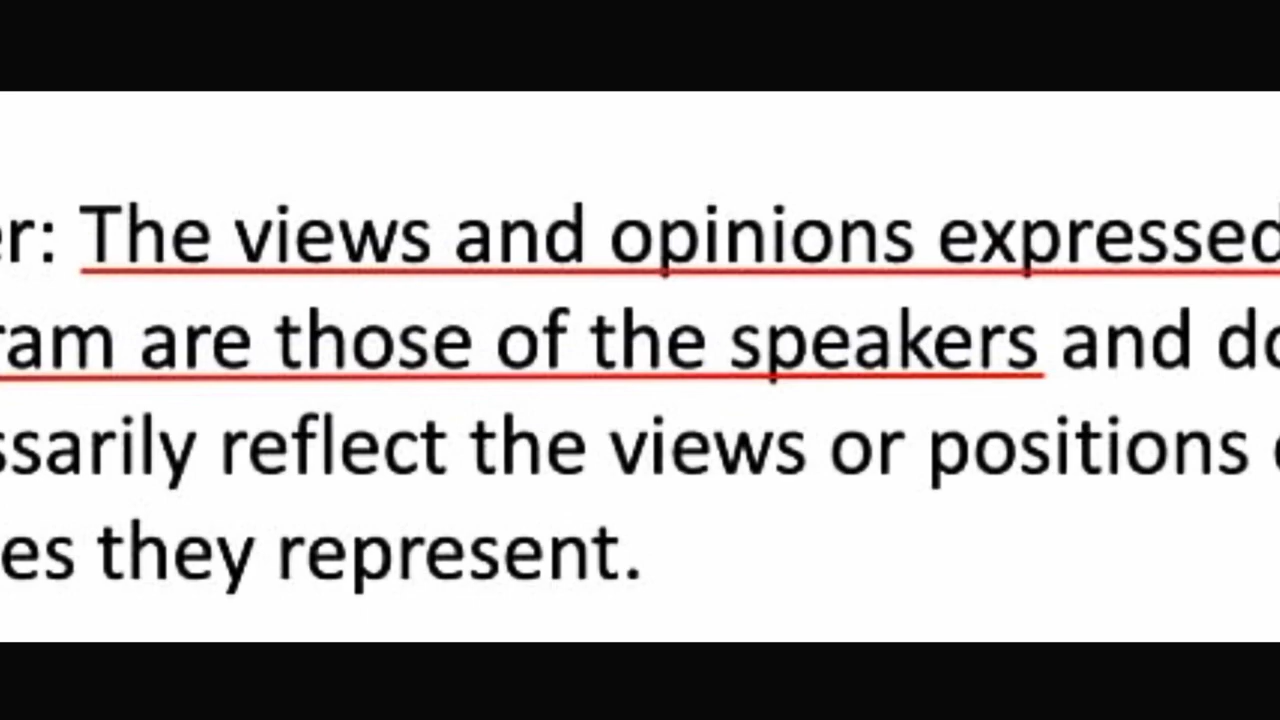 er: The views and opinions expressed
ram are those of the speakers and do
ssarily reflect the views or positions
es they represent.